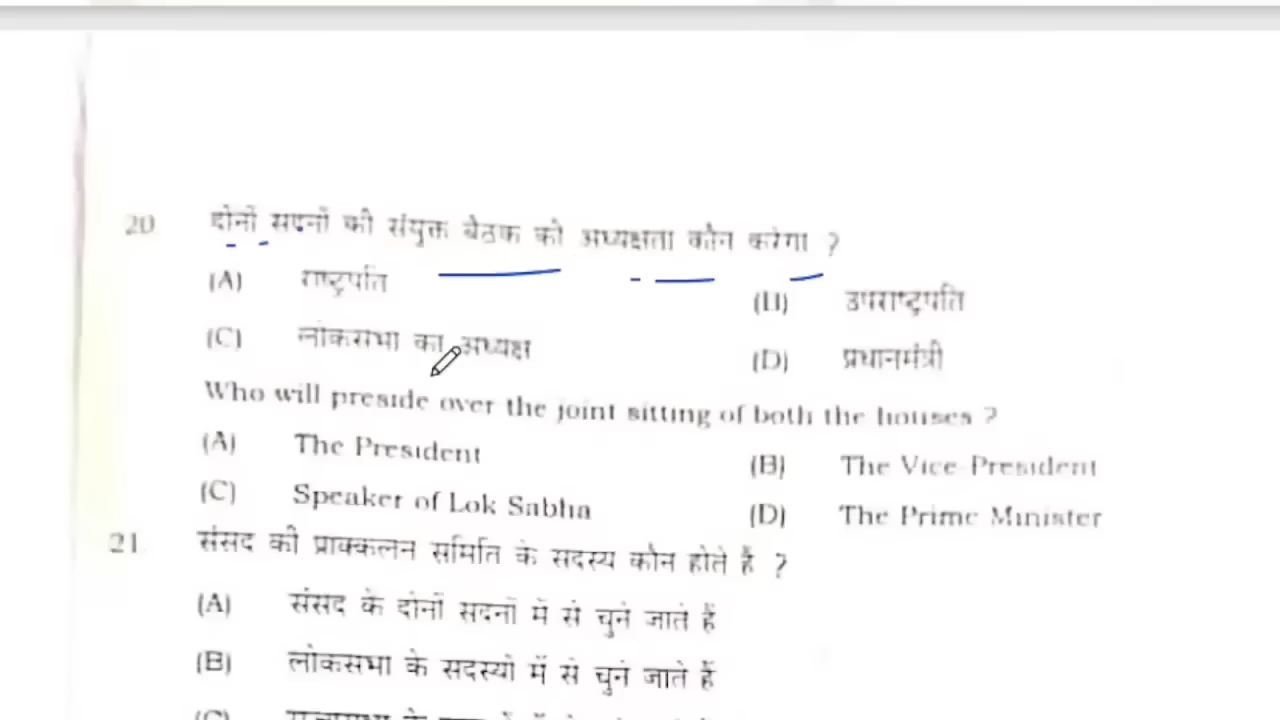 20 दोनों सदनों की संयुक्त बैठक की अध्यक्षता कौन करेगा ?
(A) राष्ट्रपति (B) उपराष्ट्रपति
(C) लोकसभा का अध्यक्ष (D) प्रधानमंत्री
Who will preside over the joint sitting of both the houses ?
(A) The President (B) The Vice-President
(C) Speaker of Lok Sabha (D) The Prime Minister
21. संसद की प्राक्कलन समिति के सदस्य कौन होते हैं ?
(A) संसद के दोनों सदनों में से चुने जाते हैं
(B) लोकसभा के सदस्यों में से चुने जाते हैं
(C)